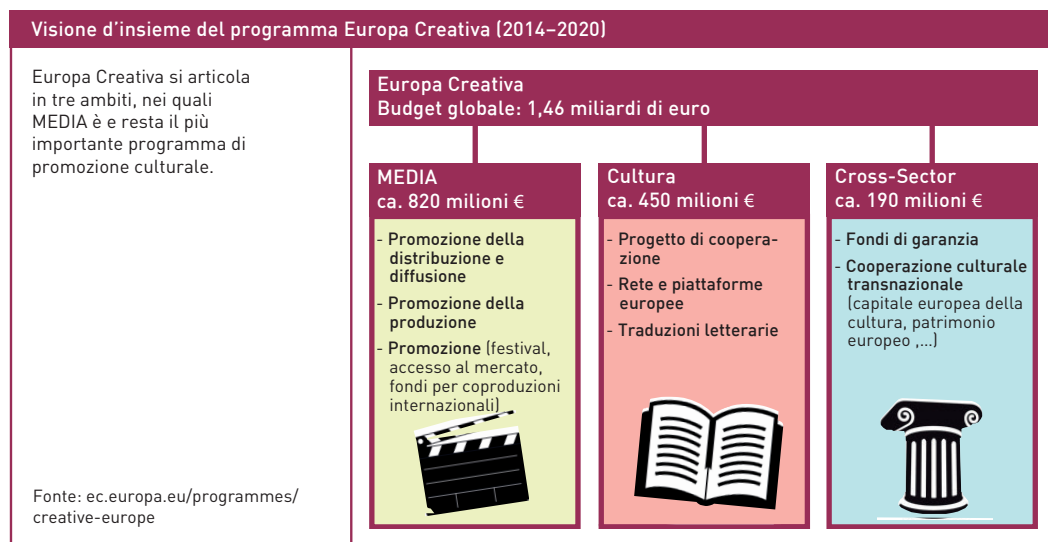 Visione d'insieme del programma Europa Creativa (2014–2020)
Europa Creativa si articola
in tre ambiti, nei quali
MEDIA è e resta il più
importante programma di
promozione culturale.
Fonte: ec.europa.eu/programmes/
creative-europe
Europa Creativa
Budget globale: 1,46 miliardi di euro
MEDIA
ca. 820 milioni €
- Promozione della
distribuzione e
diffusione
- Promozione della
produzione
- Promozione (festival,
accesso al mercato,
fondi per coproduzioni
internazionali)
Cultura
ca. 450 milioni €
- Progetto di coopera-
zione
- Rete e piattaforme
europee
- Traduzioni letterarie
Cross-Sector
ca. 190 milioni €
- Fondi di garanzia
- Cooperazione culturale
transnazionale
(capitale europea della
cultura, patrimonio
europeo ,...)